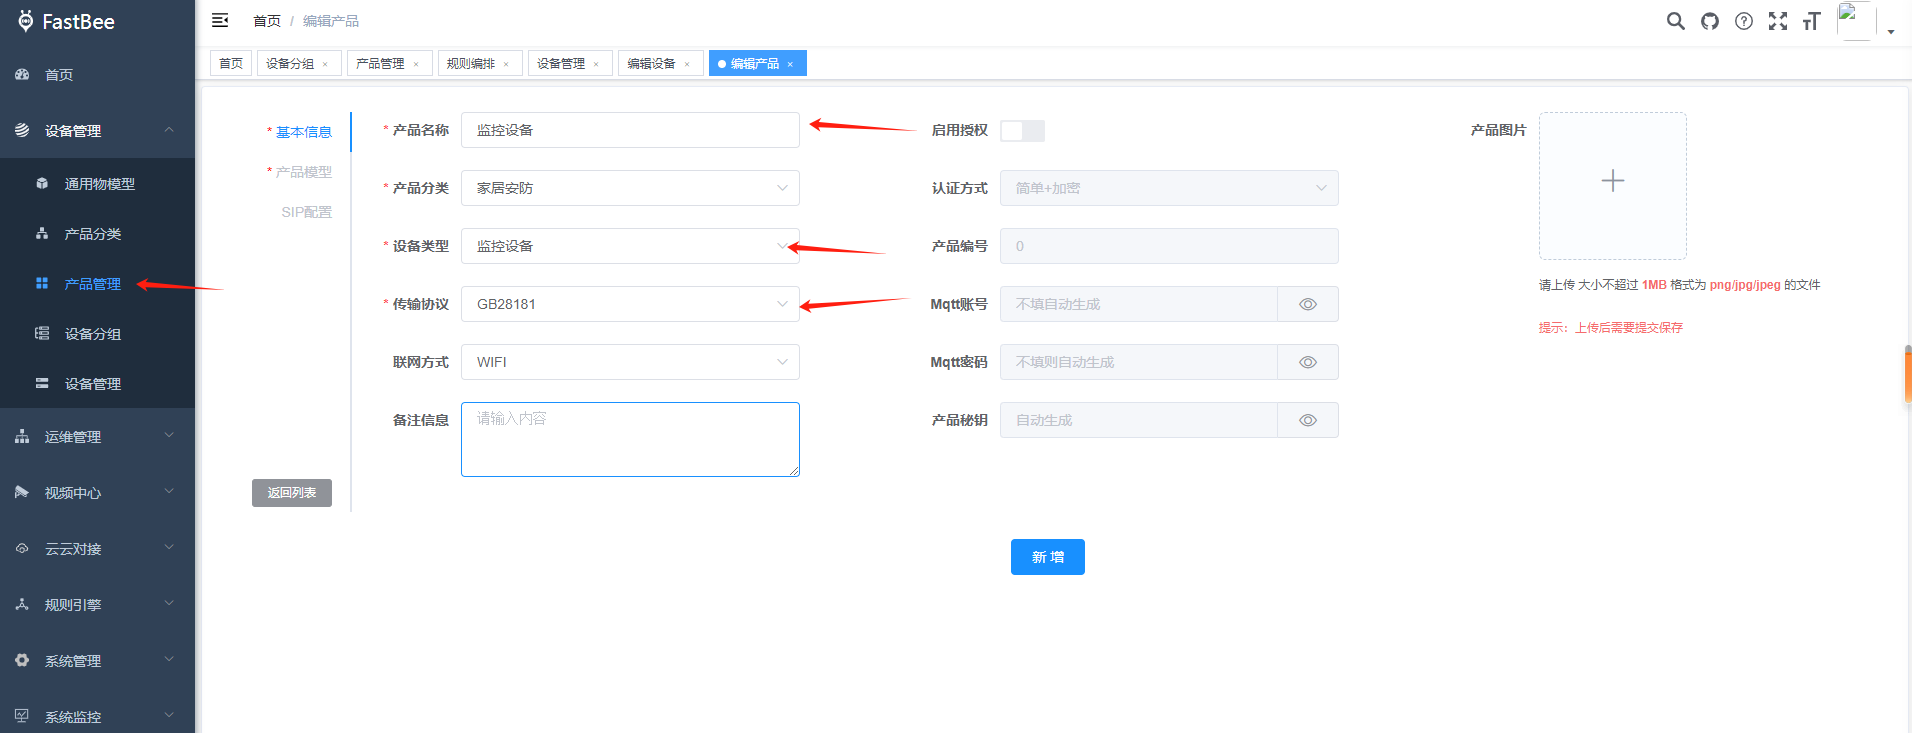 FastBee
首页
设备管理
通用物模型
产品分类
产品管理
设备分组
设备管理
运维管理
视频中心
云云对接
规则引擎
系统管理
系统监控
首页 / 编辑产品
首页
设备分组 ×
产品管理 ×
规则编排 ×
设备管理 ×
编辑设备 ×
编辑产品 ×
* 基本信息
* 产品模型
SIP配置
返回列表
* 产品名称 监控设备
* 产品分类 家居安防
* 设备类型 监控设备
* 传输协议 GB28181
联网方式 WIFI
备注信息 请输入内容
启用授权
认证方式 简单+加密
产品编号 0
Mqtt账号 不填自动生成
Mqtt密码 不填则自动生成
产品秘钥 自动生成
产品图片
请上传 大小不超过 1MB 格式为 png/jpg/jpeg 的文件
提示：上传后需要提交保存
新 增